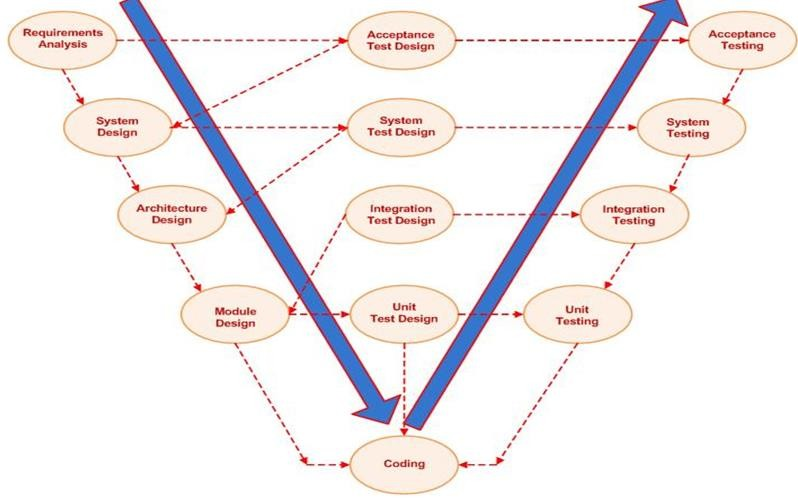 Requirements
Analysis
Acceptance
Test Design
Acceptance
Testing
System
Design
System
Test Design
System
Testing
Architecture
Design
Integration
Test Design
Integration
Testing
Module
Design
Unit
Test Design
Unit
Testing
Coding